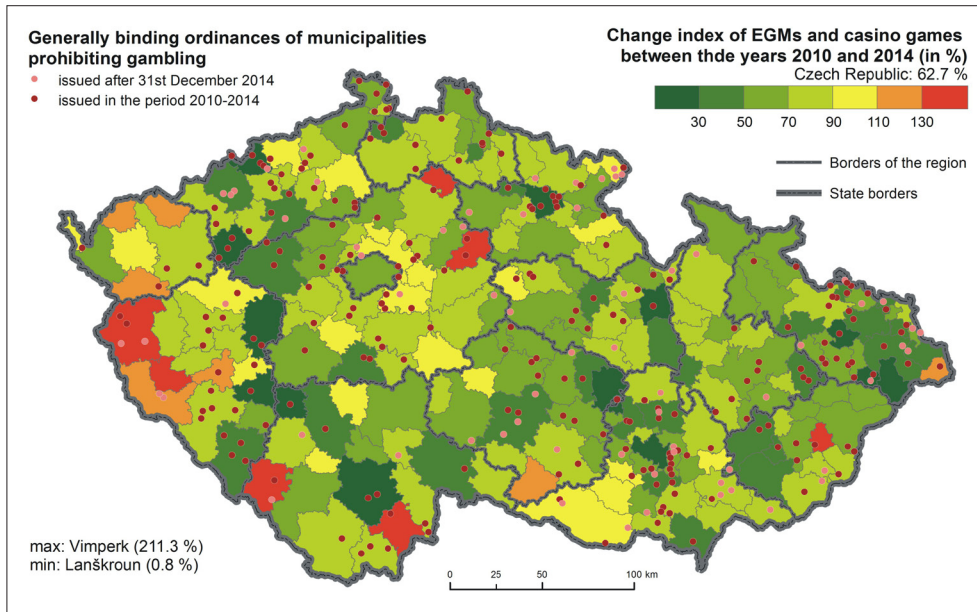 Generally binding ordinances of municipalities
prohibiting gambling
issued after 31st December 2014
issued in the period 2010-2014
Change index of EGMs and casino games
between thde years 2010 and 2014 (in %)
Czech Republic: 62.7 %
30 50 70 90 110 130
Borders of the region
State borders
max: Vimperk (211.3 %)
min: Lanškroun (0.8 %)
0 25 50 100 km